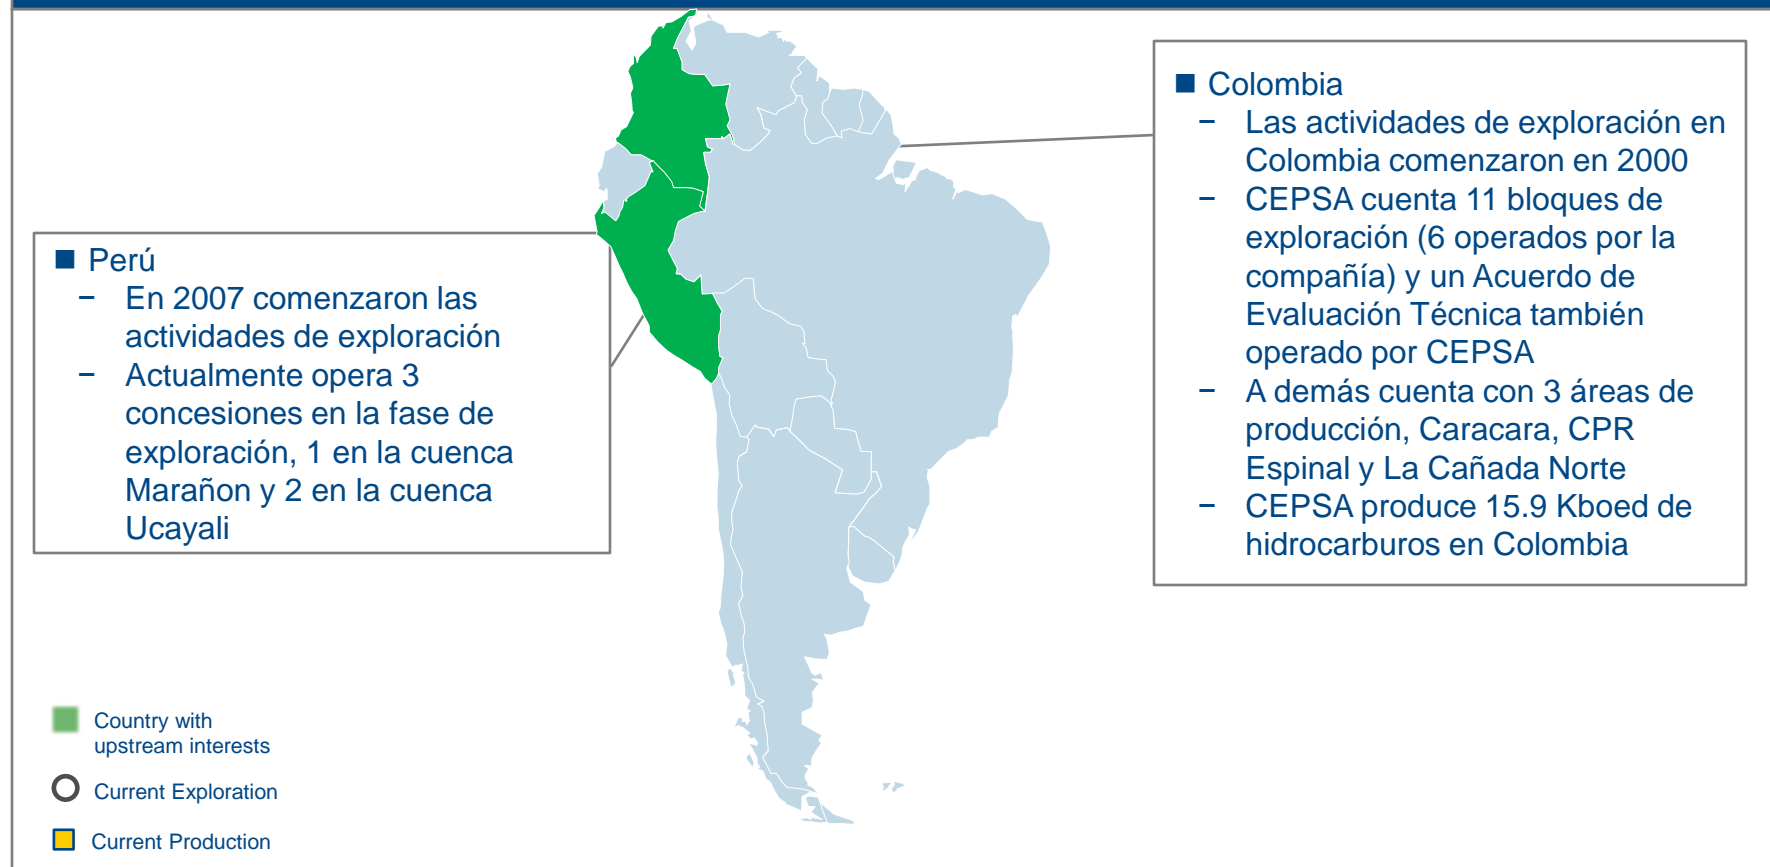 ■ Perú
− En 2007 comenzaron las
actividades de exploración
− Actualmente opera 3
concesiones en la fase de
exploración, 1 en la cuenca
Marañon y 2 en la cuenca
Ucayali
■ Colombia
− Las actividades de exploración en
Colombia comenzaron en 2000
− CEPSA cuenta 11 bloques de
exploración (6 operados por la
compañía) y un Acuerdo de
Evaluación Técnica también
operado por CEPSA
− A demás cuenta con 3 áreas de
producción, Caracara, CPR
Espinal y La Cañada Norte
− CEPSA produce 15.9 Kboed de
hidrocarburos en Colombia
Country with
upstream interests
Current Exploration
Current Production